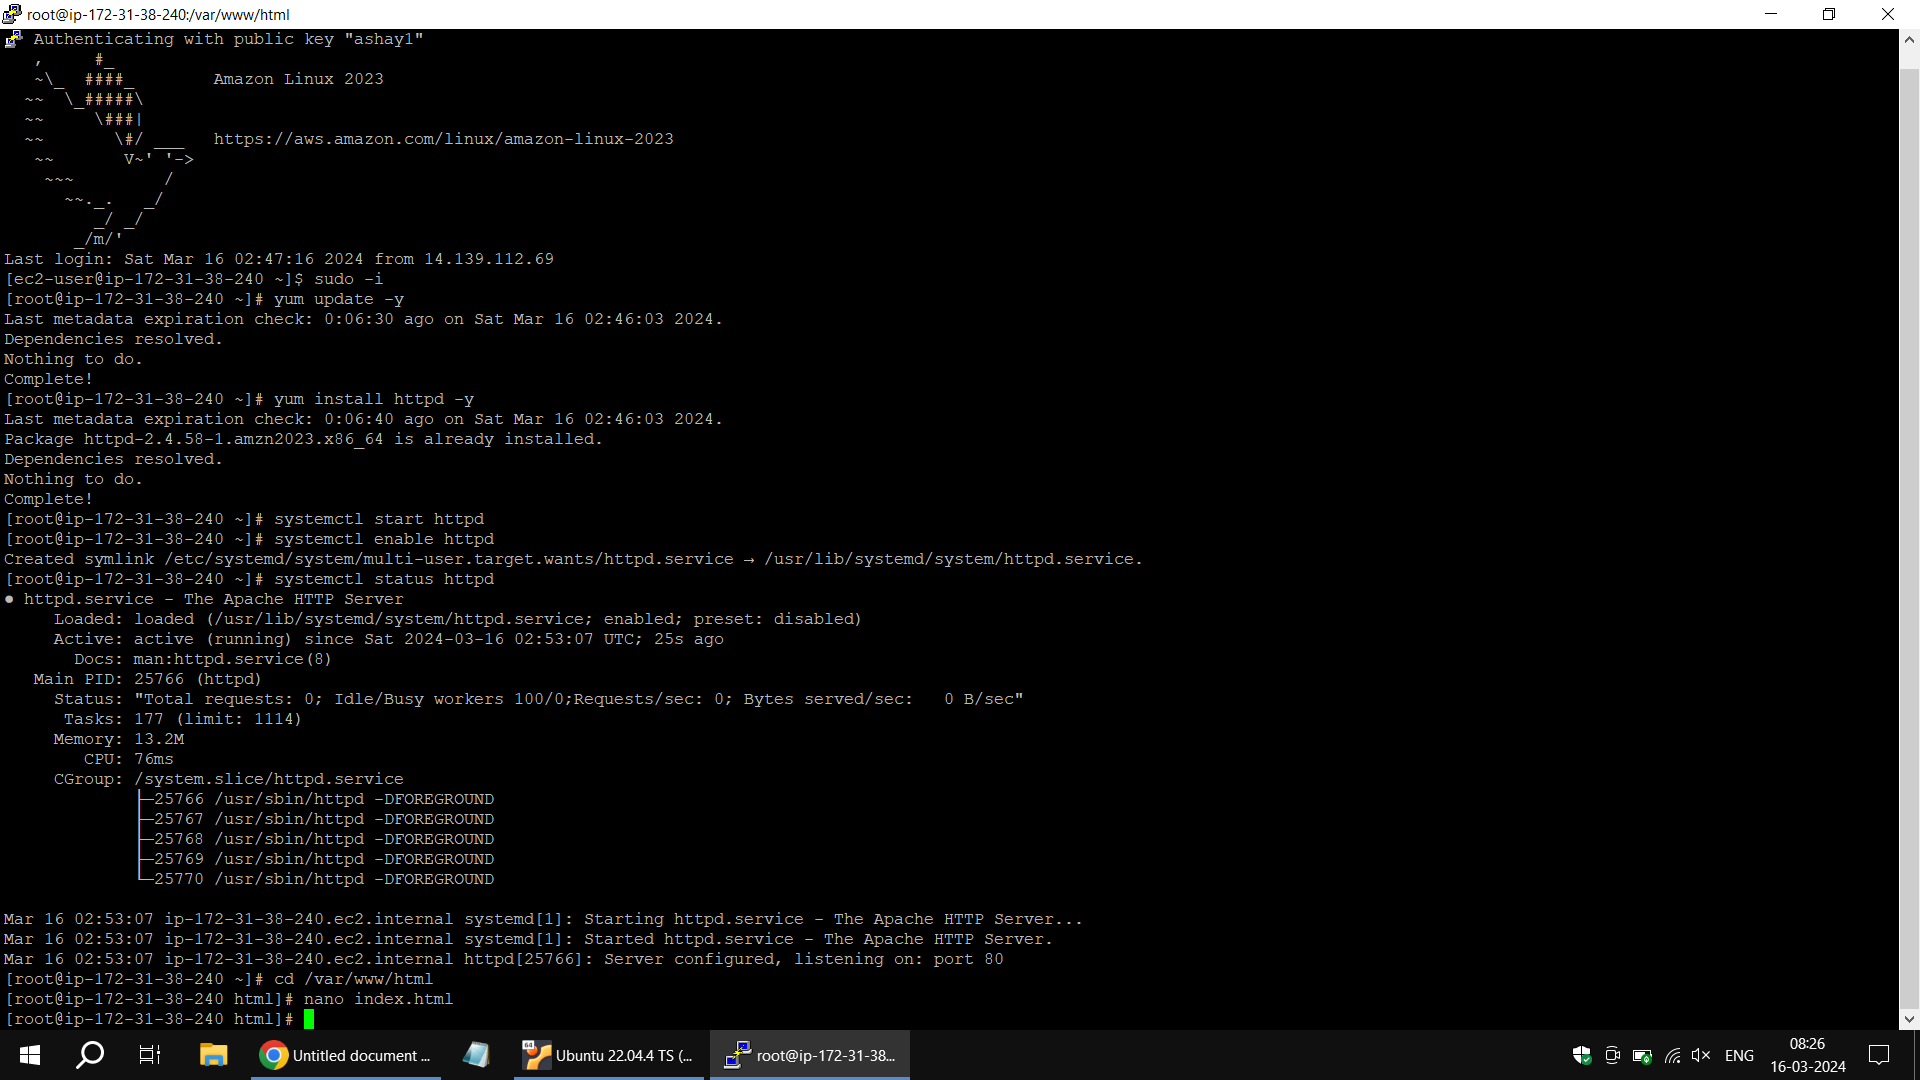 root@ip-172-31-38-240:/var/www/html
Authenticating with public key "ashay1"
   ,     #_
   ~\_  ####_        Amazon Linux 2023
  ~~  \_#####\
  ~~     \###|
  ~~       \#/ ___   https://aws.amazon.com/linux/amazon-linux-2023
   ~~       V~' '->
    ~~~         /
      ~~._.   _/
         _/ _/
       _/m/'
Last login: Sat Mar 16 02:47:16 2024 from 14.139.112.69
[ec2-user@ip-172-31-38-240 ~]$ sudo -i
[root@ip-172-31-38-240 ~]# yum update -y
Last metadata expiration check: 0:06:30 ago on Sat Mar 16 02:46:03 2024.
Dependencies resolved.
Nothing to do.
Complete!
[root@ip-172-31-38-240 ~]# yum install httpd -y
Last metadata expiration check: 0:06:40 ago on Sat Mar 16 02:46:03 2024.
Package httpd-2.4.58-1.amzn2023.x86_64 is already installed.
Dependencies resolved.
Nothing to do.
Complete!
[root@ip-172-31-38-240 ~]# systemctl start httpd
[root@ip-172-31-38-240 ~]# systemctl enable httpd
Created symlink /etc/systemd/system/multi-user.target.wants/httpd.service → /usr/lib/systemd/system/httpd.service.
[root@ip-172-31-38-240 ~]# systemctl status httpd
● httpd.service - The Apache HTTP Server
     Loaded: loaded (/usr/lib/systemd/system/httpd.service; enabled; preset: disabled)
     Active: active (running) since Sat 2024-03-16 02:53:07 UTC; 25s ago
       Docs: man:httpd.service(8)
   Main PID: 25766 (httpd)
     Status: "Total requests: 0; Idle/Busy workers 100/0;Requests/sec: 0; Bytes served/sec:   0 B/sec"
      Tasks: 177 (limit: 1114)
     Memory: 13.2M
        CPU: 76ms
     CGroup: /system.slice/httpd.service
             ├─25766 /usr/sbin/httpd -DFOREGROUND
             ├─25767 /usr/sbin/httpd -DFOREGROUND
             ├─25768 /usr/sbin/httpd -DFOREGROUND
             ├─25769 /usr/sbin/httpd -DFOREGROUND
             └─25770 /usr/sbin/httpd -DFOREGROUND
Mar 16 02:53:07 ip-172-31-38-240.ec2.internal systemd[1]: Starting httpd.service - The Apache HTTP Server...
Mar 16 02:53:07 ip-172-31-38-240.ec2.internal systemd[1]: Started httpd.service - The Apache HTTP Server.
Mar 16 02:53:07 ip-172-31-38-240.ec2.internal httpd[25766]: Server configured, listening on: port 80
[root@ip-172-31-38-240 ~]# cd /var/www/html
[root@ip-172-31-38-240 html]# nano index.html
[root@ip-172-31-38-240 html]#
Untitled document ...
64
Ubuntu 22.04.4 TS (...
root@ip-172-31-38...
ENG
08:26
16-03-2024